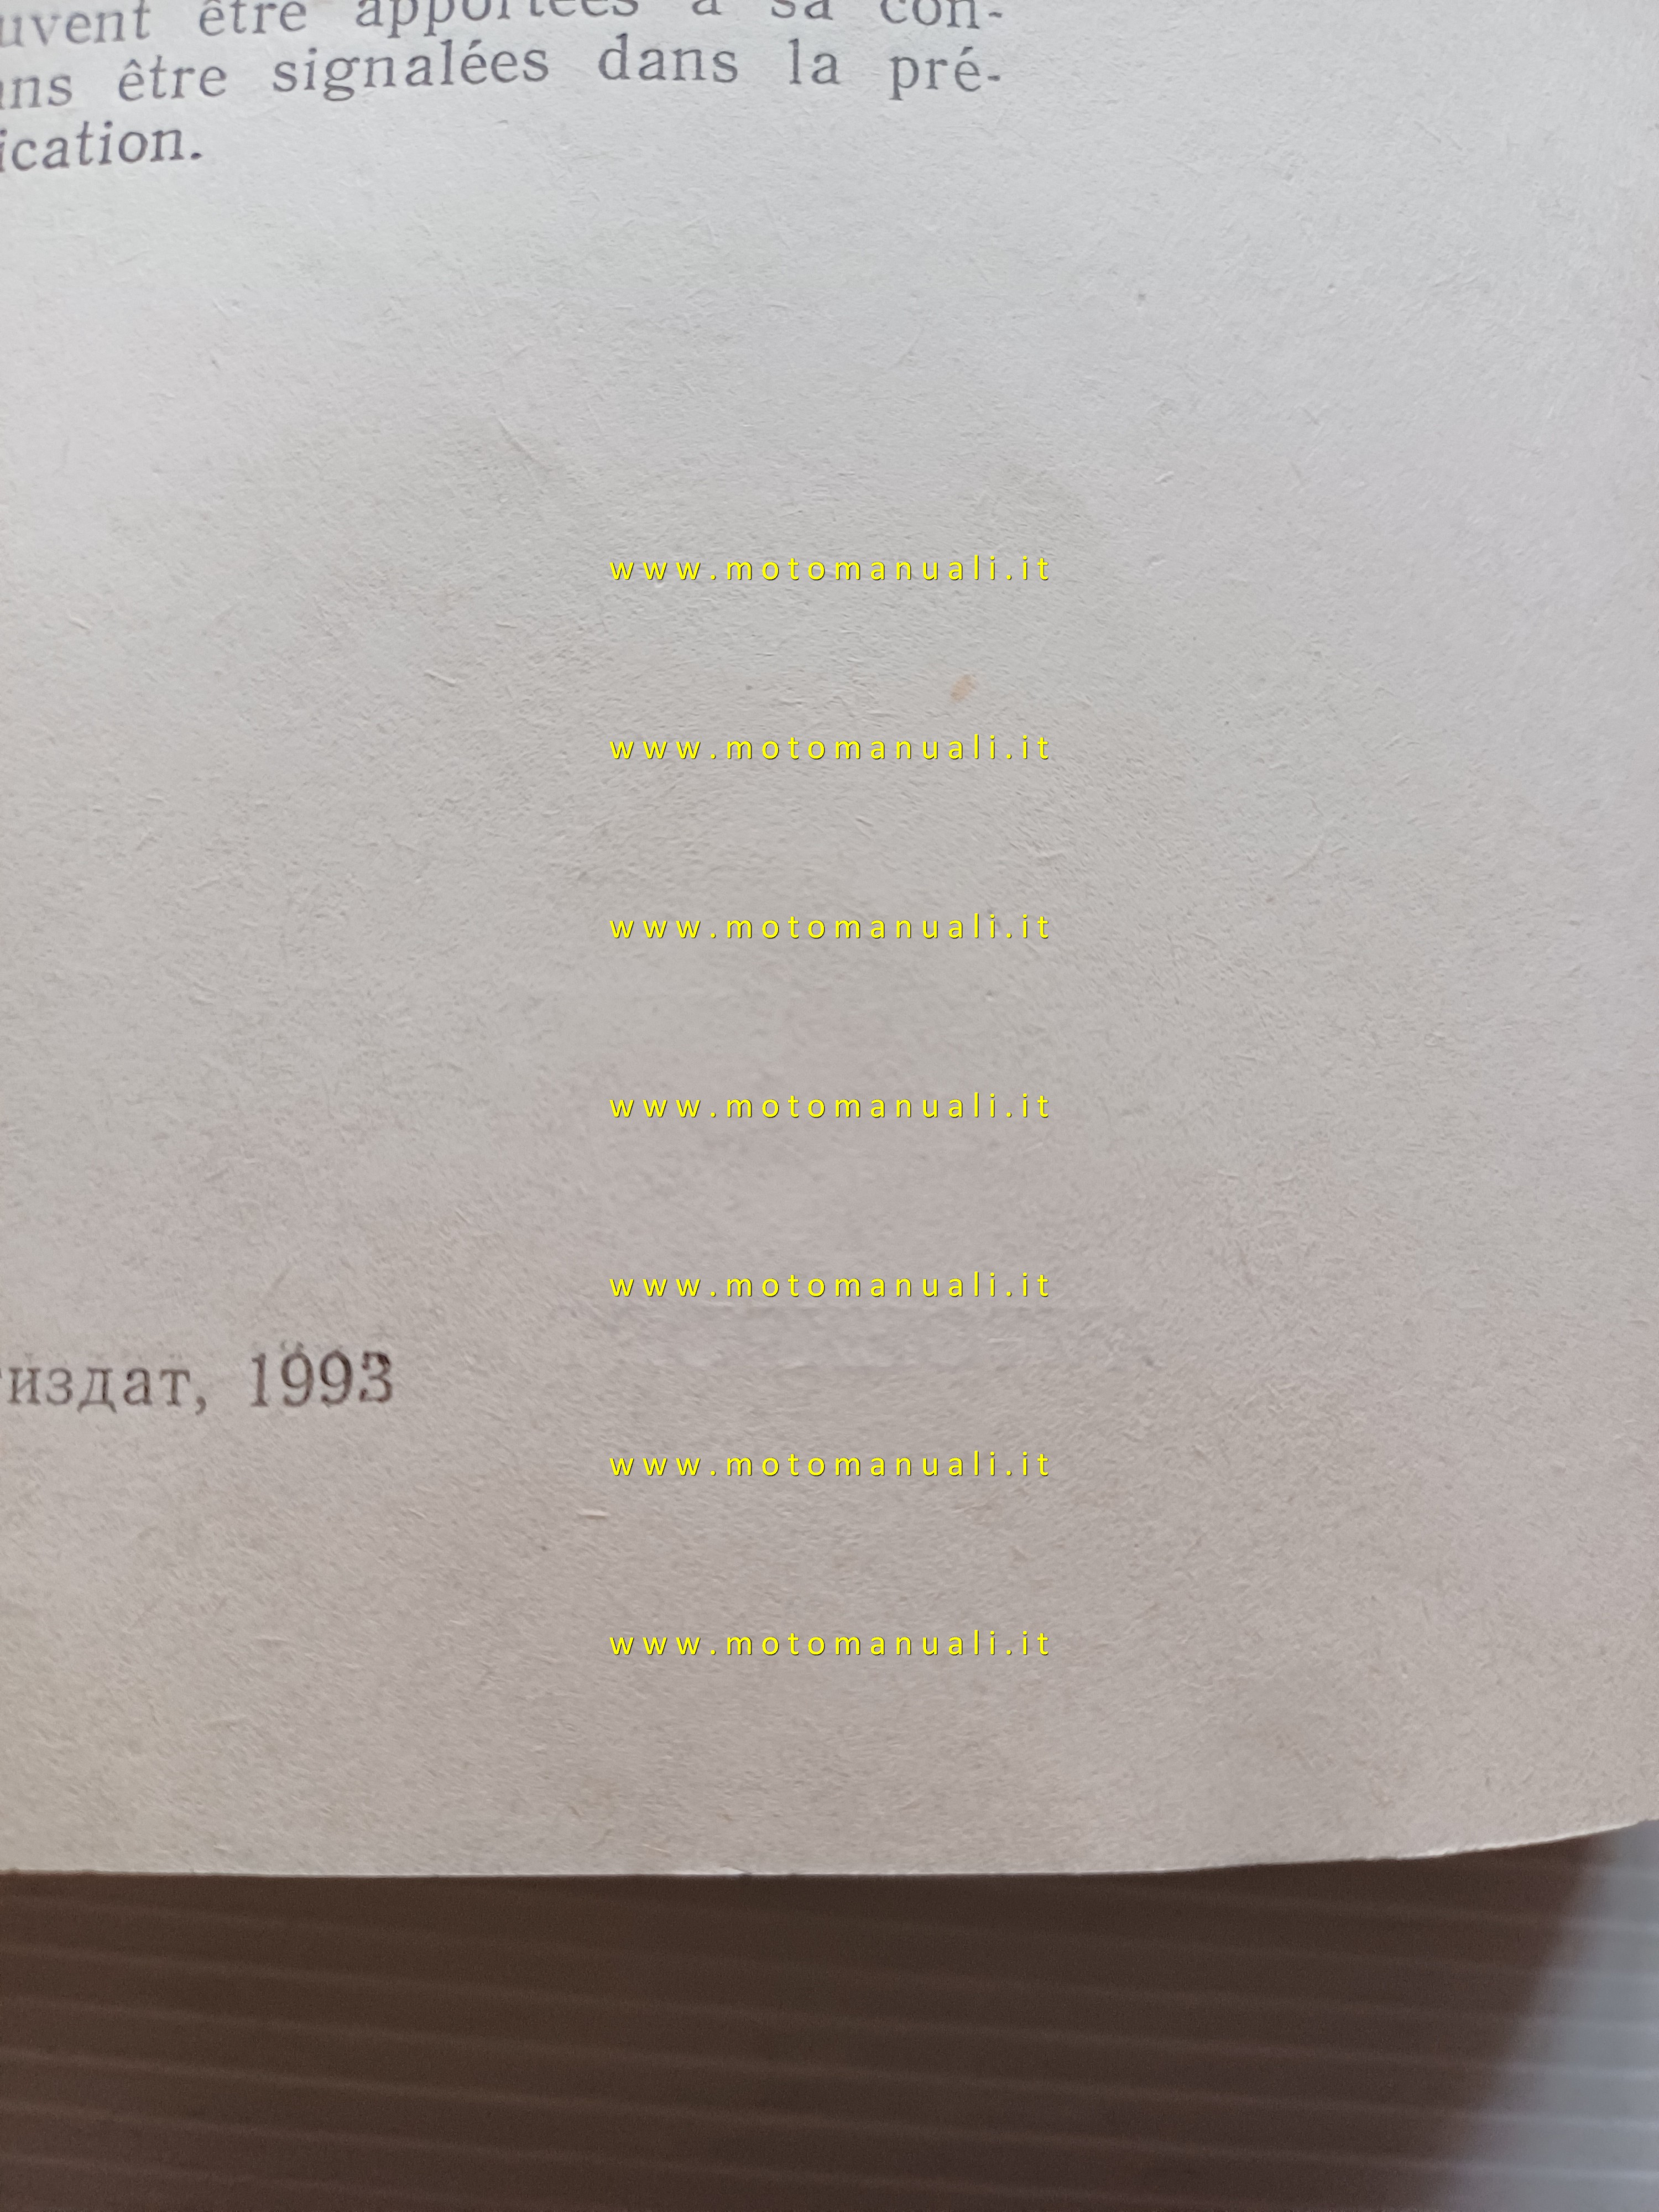 uvent être apportées à sa con-
ans être signalées dans la pré-
ication.
www.motomanuali.it
www.motomanuali.it
www.motomanuali.it
www.motomanuali.it
www.motomanuali.it
издат, 1993
www.motomanuali.it
www.motomanuali.it